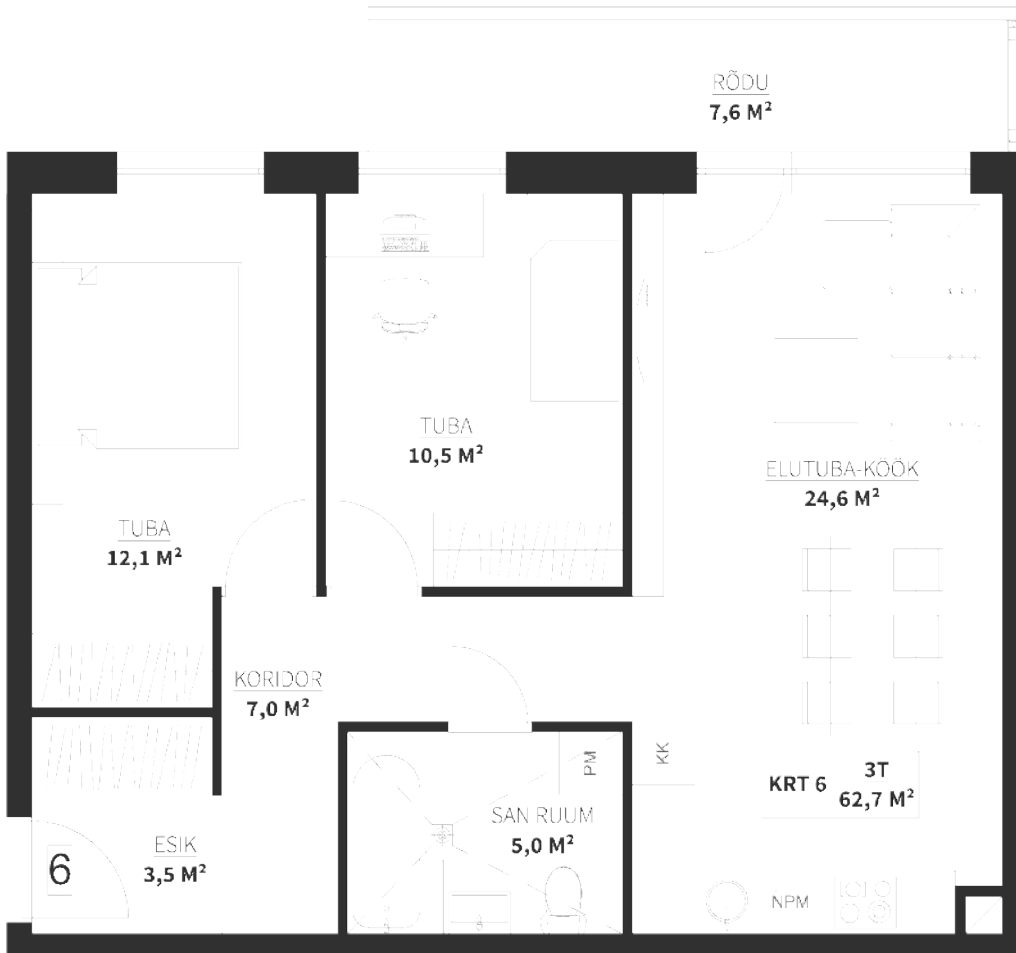 RÕDU
7,6 M²
TUBA
10,5 M²
ELUTUBA-KÖÖK
24,6 M²
TUBA
12,1 M²
KORIDOR
7,0 M²
PM
KK
KRT 6
3T
62,7 M²
SAN RUUM
5,0 M²
ESIK
3,5 M²
6
NPM